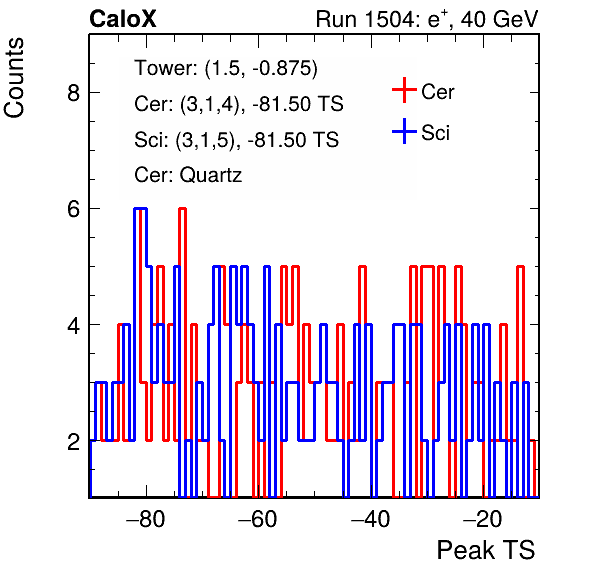 CaloX Run 1504: e⁺, 40 GeV
Counts
Tower: (1.5, -0.875)
Cer: (3,1,4), -81.50 TS
Sci: (3,1,5), -81.50 TS
Cer: Quartz
Cer
Sci
8
6
4
2
−80 −60 −40 −20
Peak TS